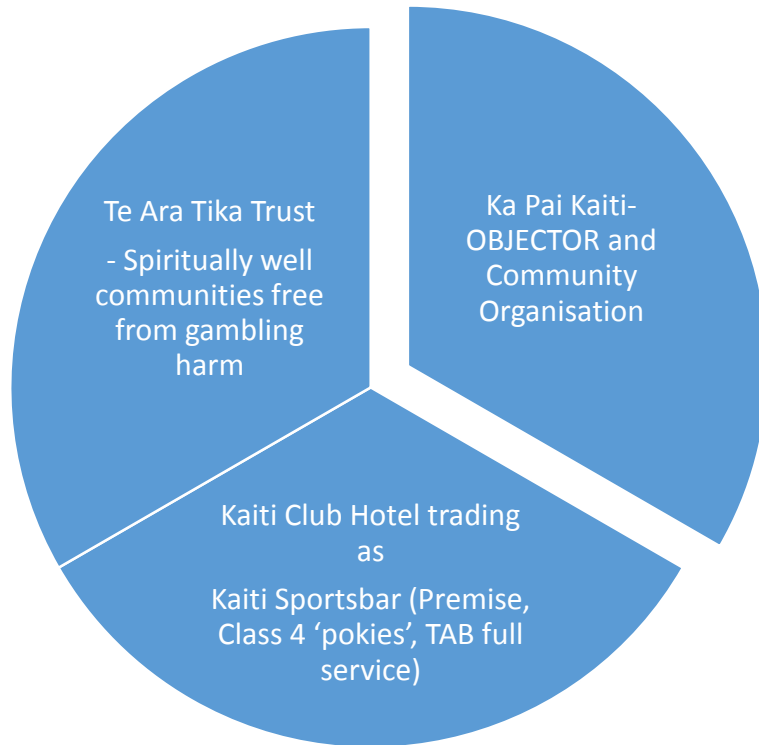 Te Ara Tika Trust
- Spiritually well
communities free
from gambling
harm
Ka Pai Kaiti-
OBJECTOR and
Community
Organisation
Kaiti Club Hotel trading
as
Kaiti Sportsbar (Premise,
Class 4 ‘pokies’, TAB full
service)